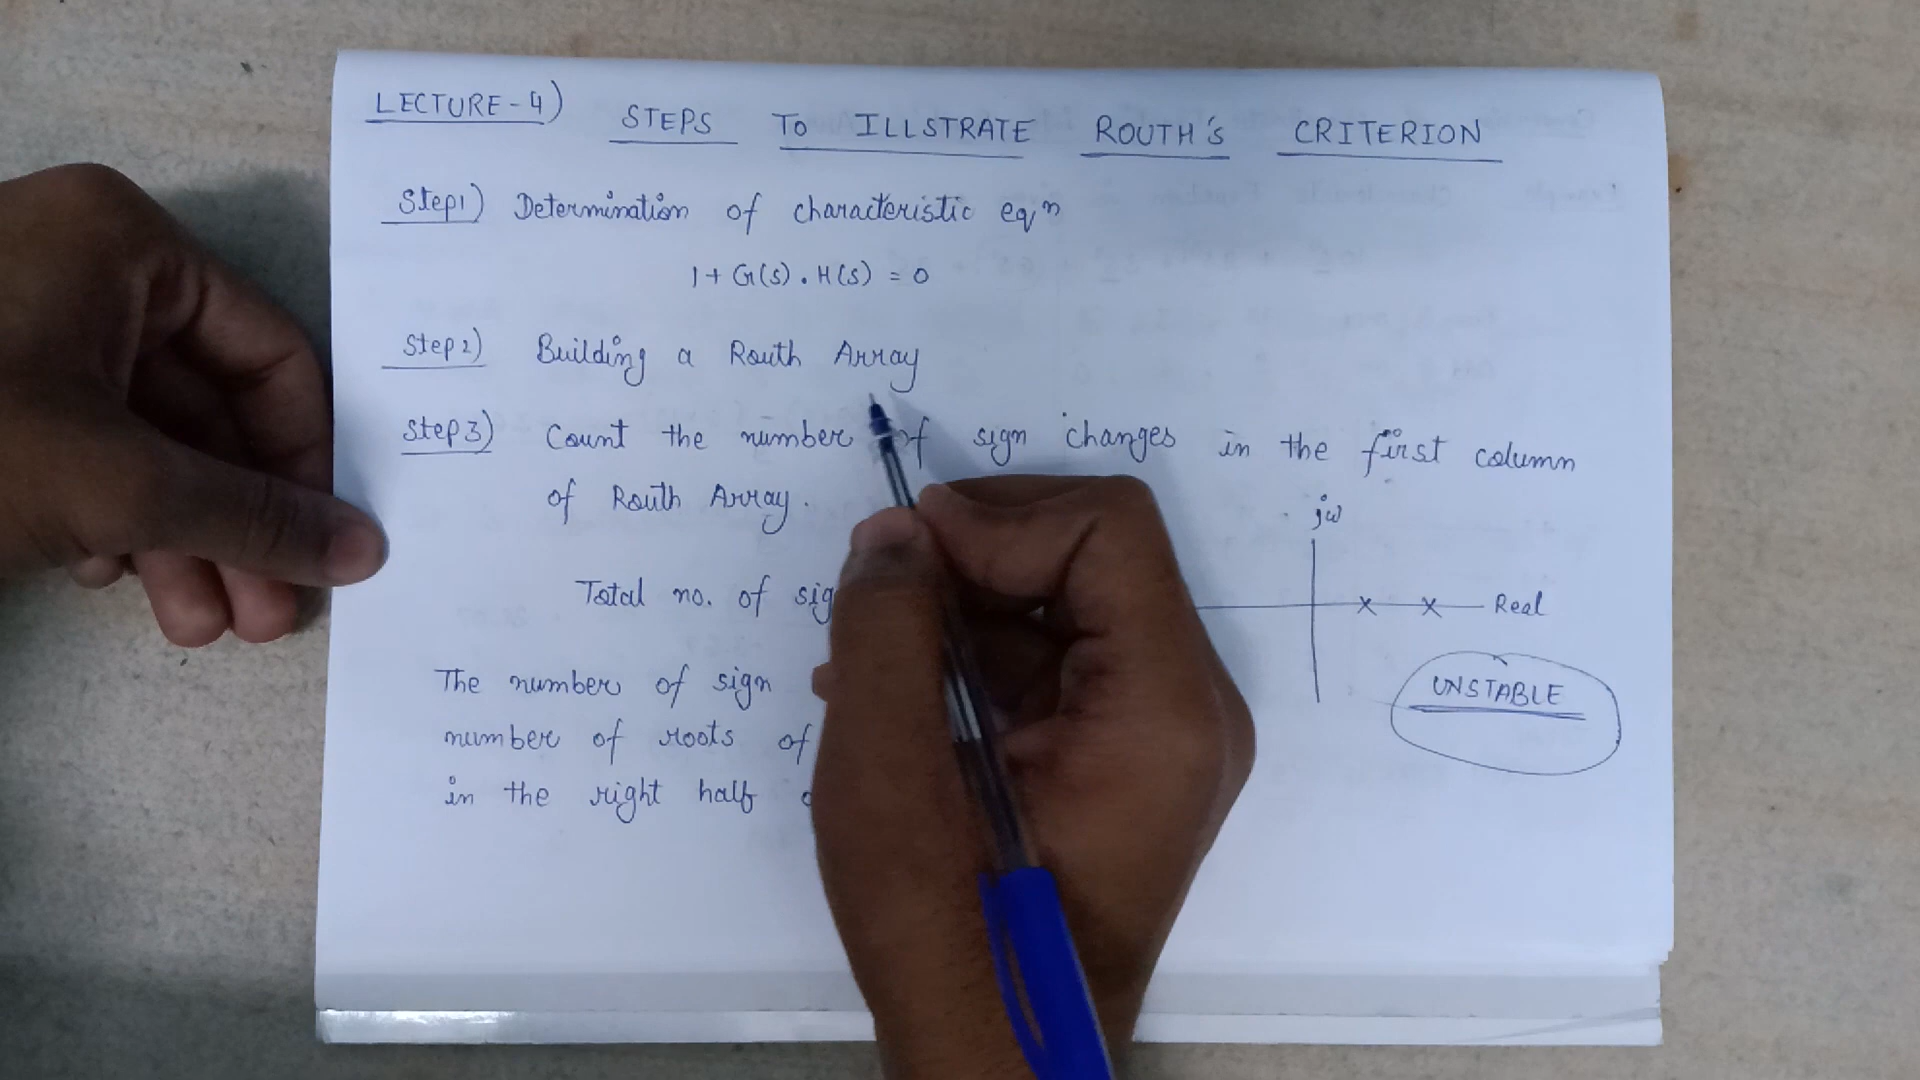 LECTURE-4)
STEPS TO ILLSTRATE ROUTH'S CRITERION
Step1) Determination of characteristic eqn
1+ G(s).H(s) = 0
Step2) Building a Routh Array
Step3) Count the number of sign changes in the first column
of Routh Array.
jω
Total no. of
Real
The number of sign
UNSTABLE
number of roots of
in the right half